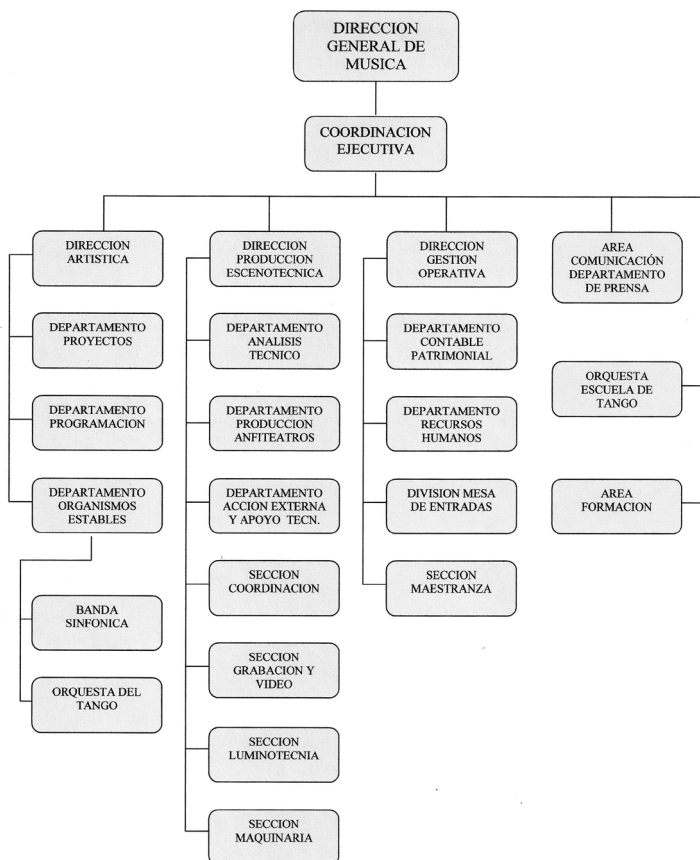 DIRECCION
GENERAL DE
MUSICA
COORDINACION
EJECUTIVA
DIRECCION
ARTISTICA
DEPARTAMENTO
PROYECTOS
DEPARTAMENTO
PROGRAMACION
DEPARTAMENTO
ORGANISMOS
ESTABLES
BANDA
SINFONICA
ORQUESTA DEL
TANGO
DIRECCION
PRODUCCION
ESCENOTECNICA
DEPARTAMENTO
ANALISIS
TECNICO
DEPARTAMENTO
PRODUCCION
ANFITEATROS
DEPARTAMENTO
ACCION EXTERNA
Y APOYO TECN.
SECCION
COORDINACION
SECCION
GRABACION Y
VIDEO
SECCION
LUMINOTECNIA
SECCION
MAQUINARIA
DIRECCION
GESTION
OPERATIVA
DEPARTAMENTO
CONTABLE
PATRIMONIAL
DEPARTAMENTO
RECURSOS
HUMANOS
DIVISION MESA
DE ENTRADAS
SECCION
MAESTRANZA
AREA
COMUNICACIÓN
DEPARTAMENTO
DE PRENSA
ORQUESTA
ESCUELA DE
TANGO
AREA
FORMACION